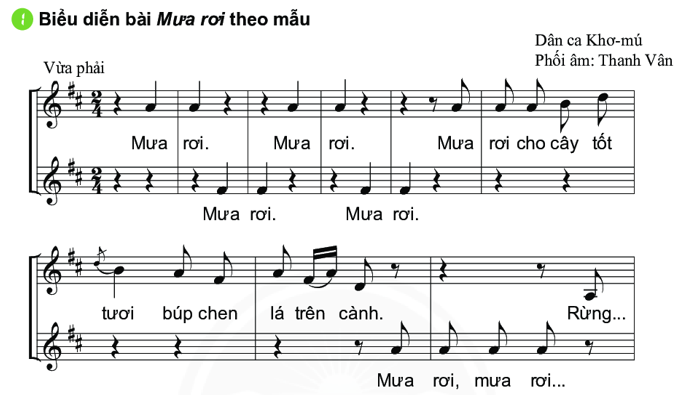 1 Biểu diễn bài Mưa rơi theo mẫu
Dân ca Khơ-mú
Phối âm: Thanh Vân
Vừa phải
2
4
Mưa rơi. Mưa rơi. Mưa rơi cho cây tốt
2
4
Mưa rơi. Mưa rơi.
tươi búp chen lá trên cành. Rừng...
Mưa rơi, mưa rơi...